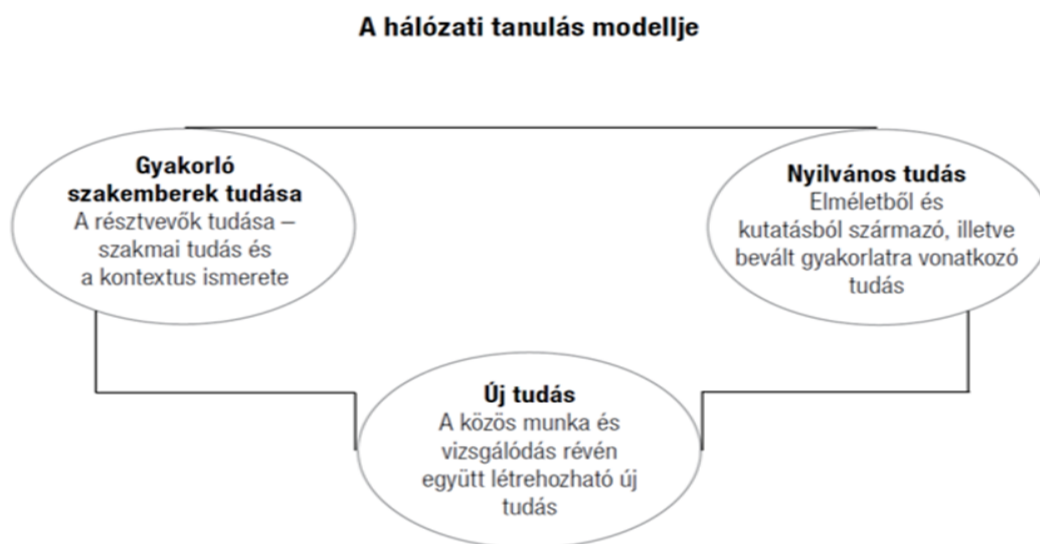 A hálózati tanulás modellje
Gyakorló
szakemberek tudása
A résztvevők tudása –
szakmai tudás és
a kontextus ismerete
Nyilvános tudás
Elméletből és
kutatásból származó, illetve
bevált gyakorlatra vonatkozó
tudás
Új tudás
A közös munka és
vizsgálódás révén
együtt létrehozható új
tudás